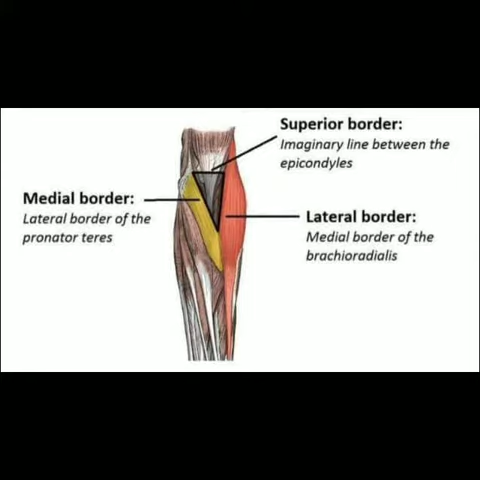 Superior border:
Imaginary line between the
epicondyles
Medial border:
Lateral border of the
pronator teres
Lateral border:
Medial border of the
brachioradialis